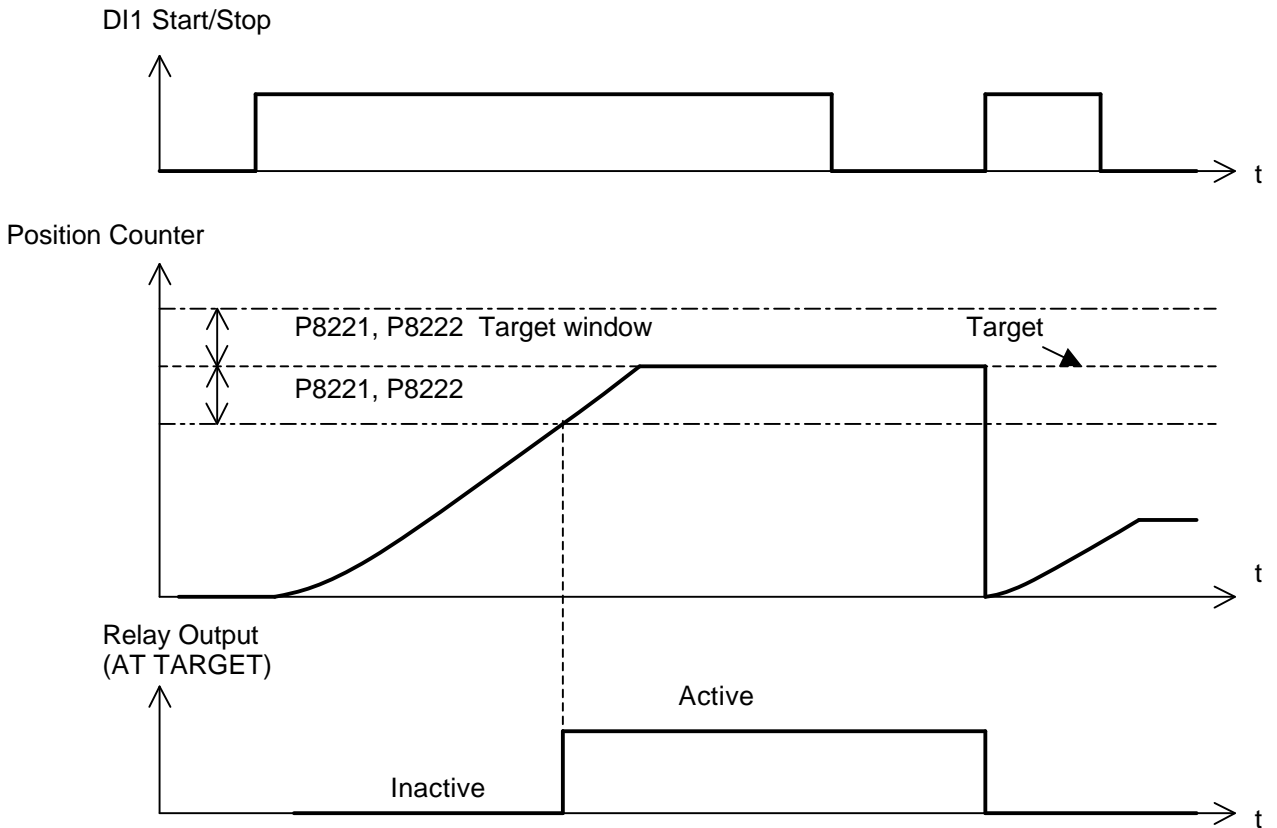 DI1 Start/Stop
t
Position Counter
P8221, P8222 Target window
Target
P8221, P8222
t
Relay Output
(AT TARGET)
Active
Inactive
t